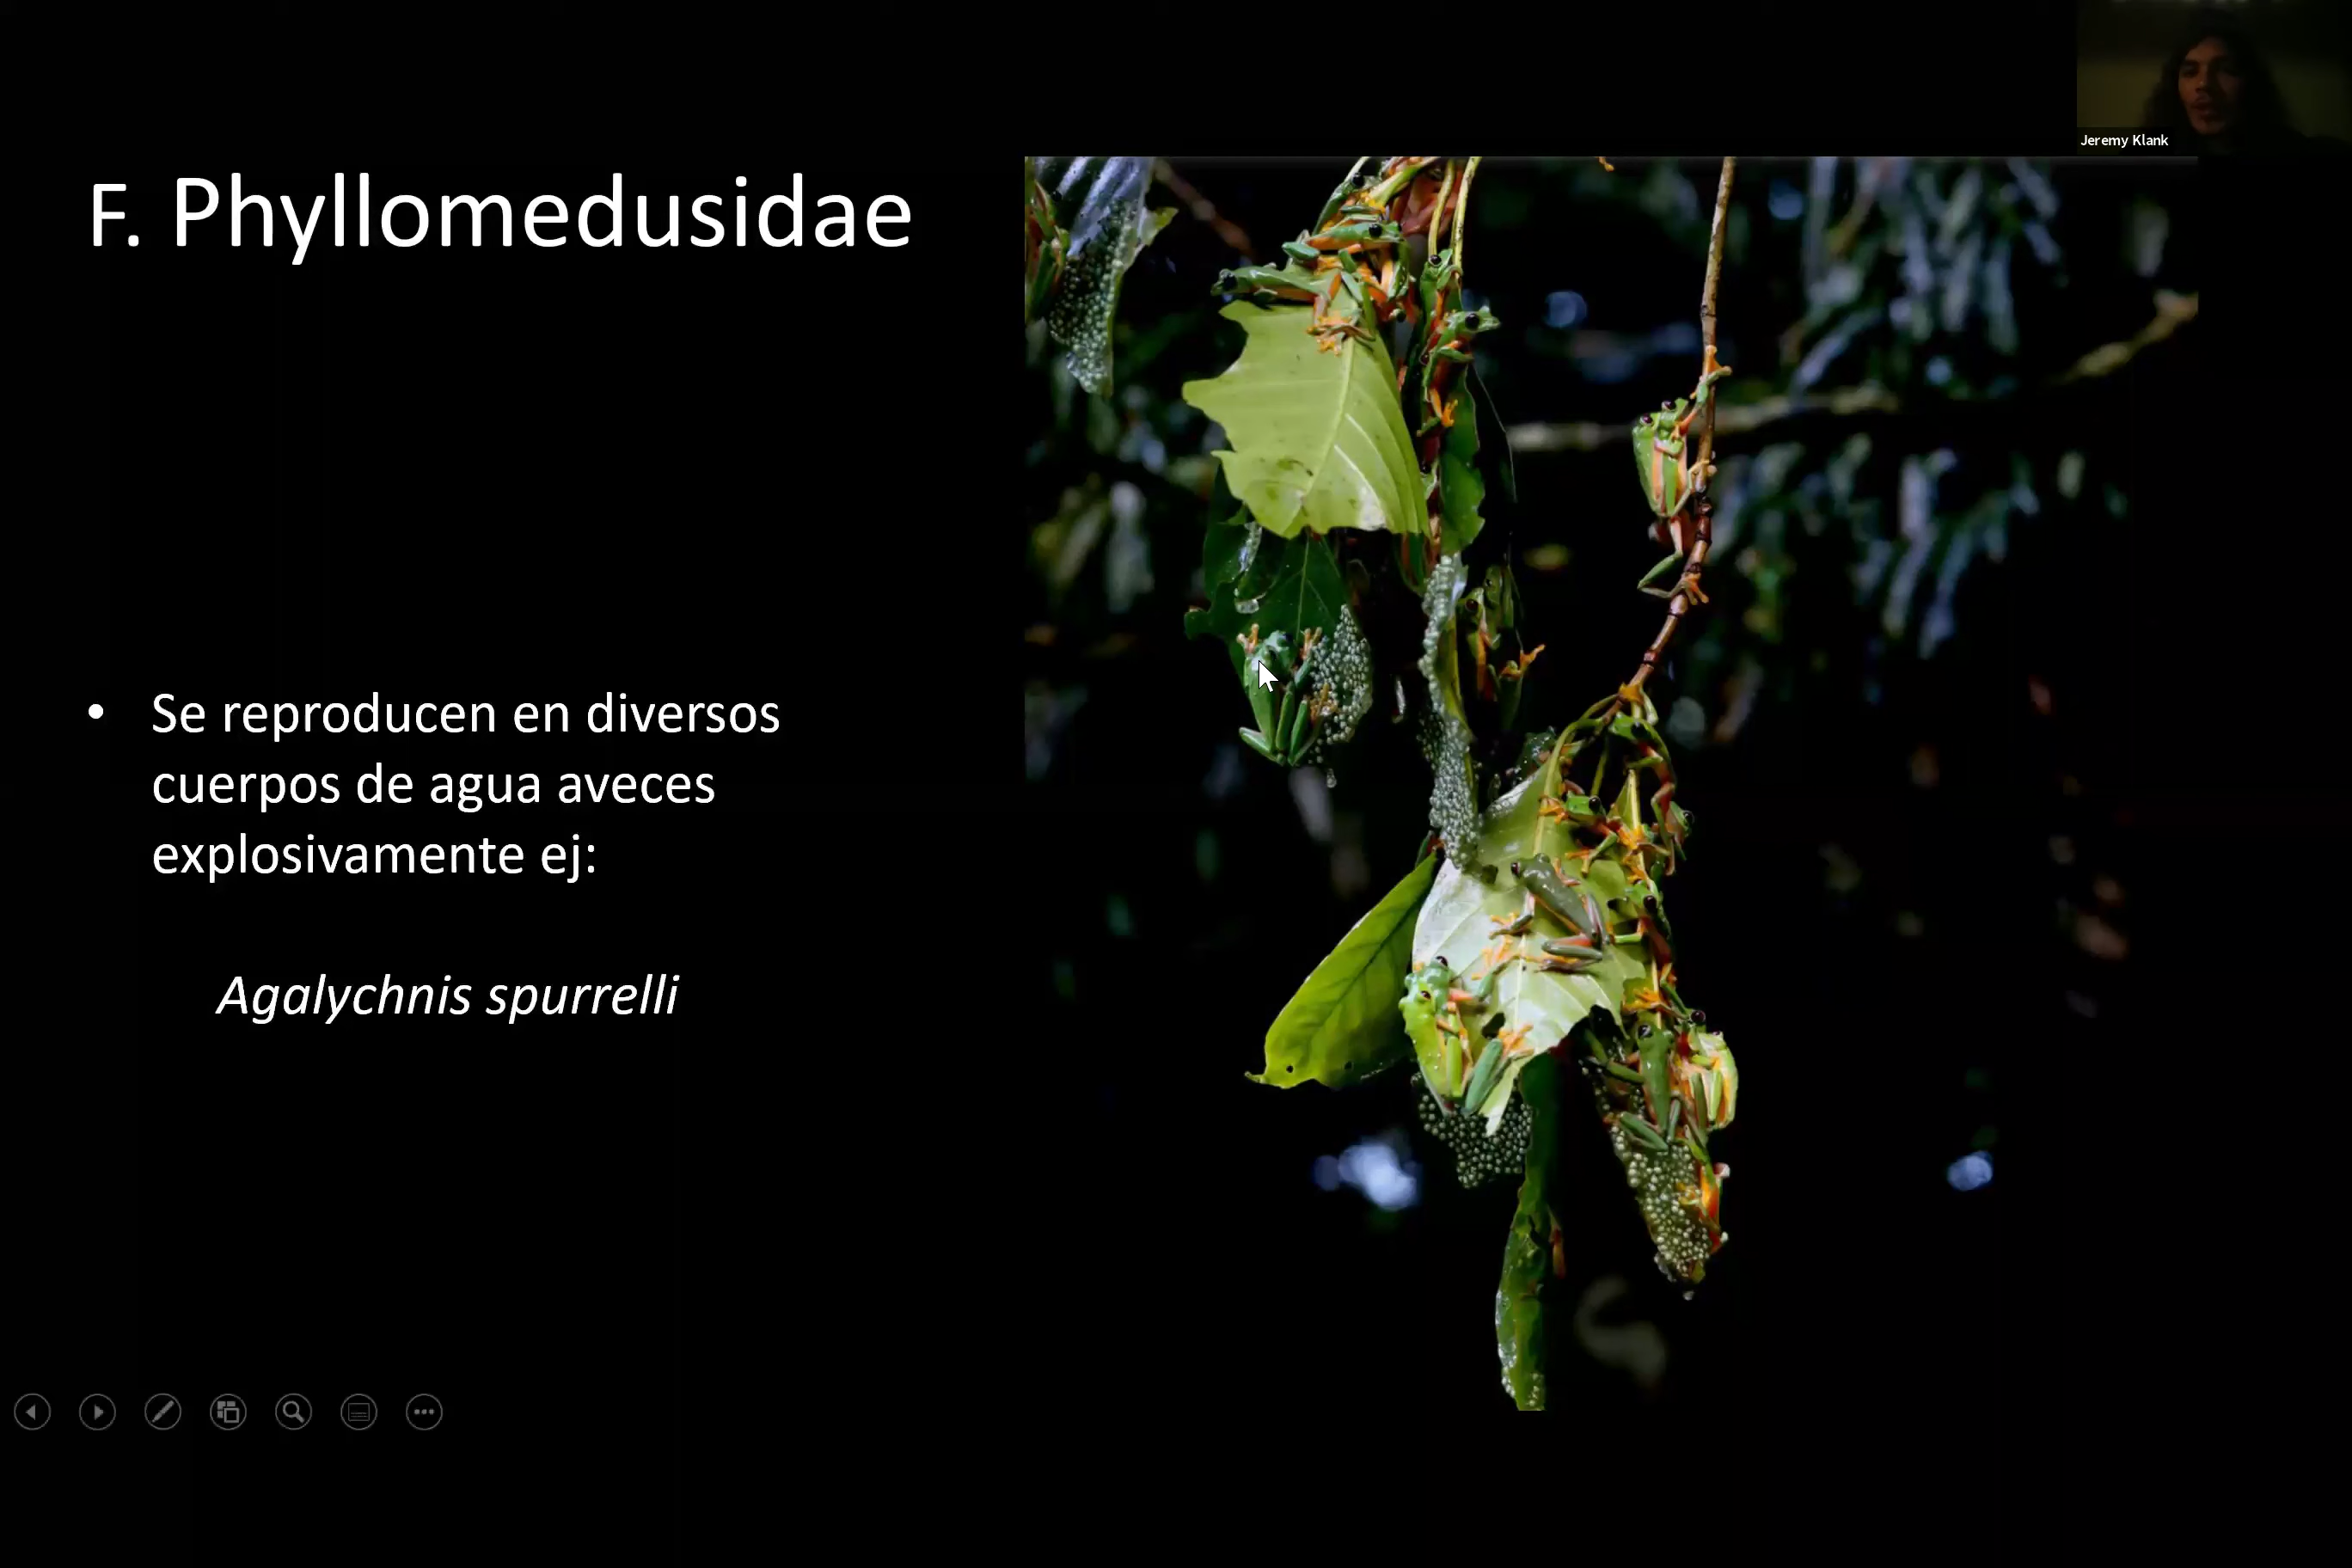 Jeremy Klank
F. Phyllomedusidae
• Se reproducen en diversos
cuerpos de agua aveces
explosivamente ej:
Agalychnis spurrelli